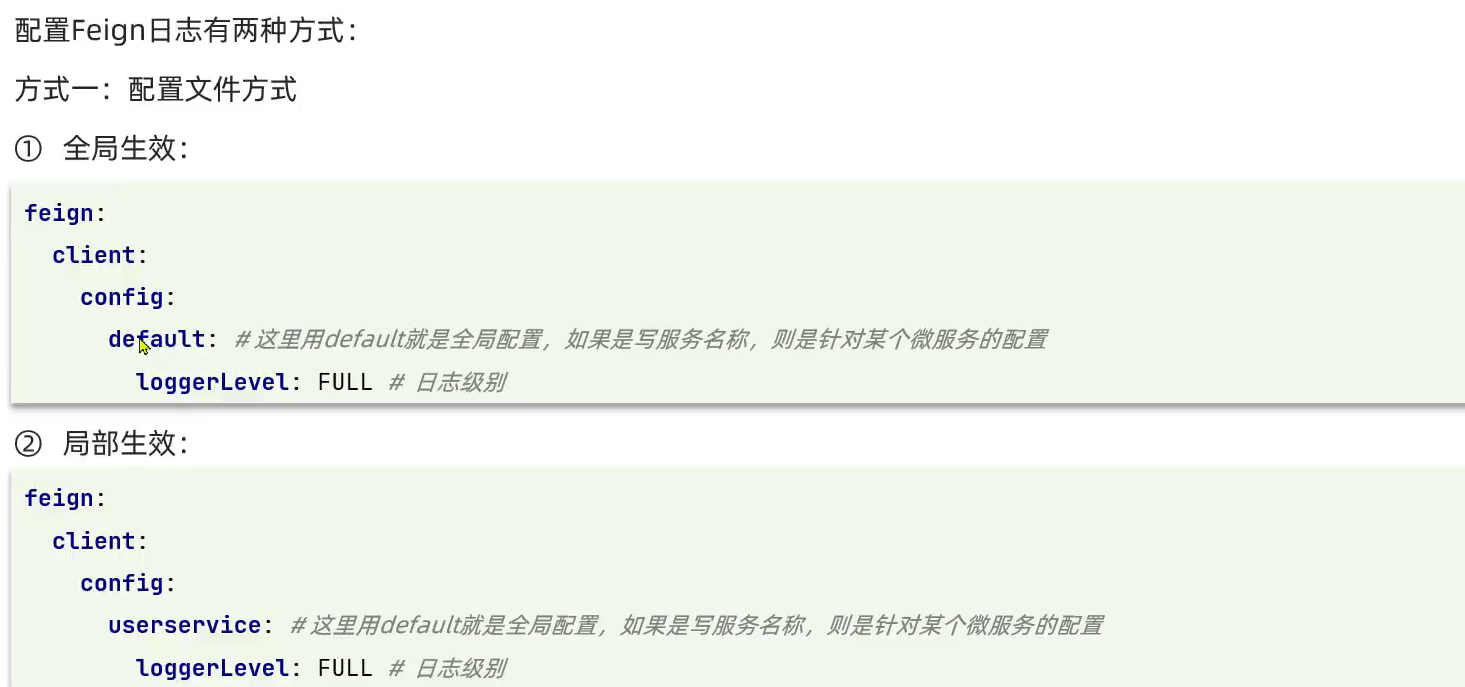 配置Feign日志有两种方式：
方式一：配置文件方式
① 全局生效：
feign:
  client:
    config:
      default: # 这里用default就是全局配置，如果是写服务名称，则是针对某个微服务的配置
        loggerLevel: FULL # 日志级别
② 局部生效：
feign:
  client:
    config:
      userservice: # 这里用default就是全局配置，如果是写服务名称，则是针对某个微服务的配置
        loggerLevel: FULL # 日志级别